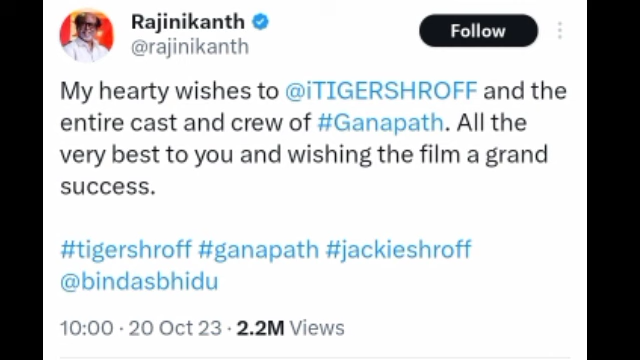 Rajinikanth
@rajinikanth
Follow
My hearty wishes to @iTIGERSHROFF and the
entire cast and crew of #Ganapath. All the
very best to you and wishing the film a grand
success.
#tigershroff #ganapath #jackieshroff
@bindasbhidu
10:00 · 20 Oct 23 · 2.2M Views